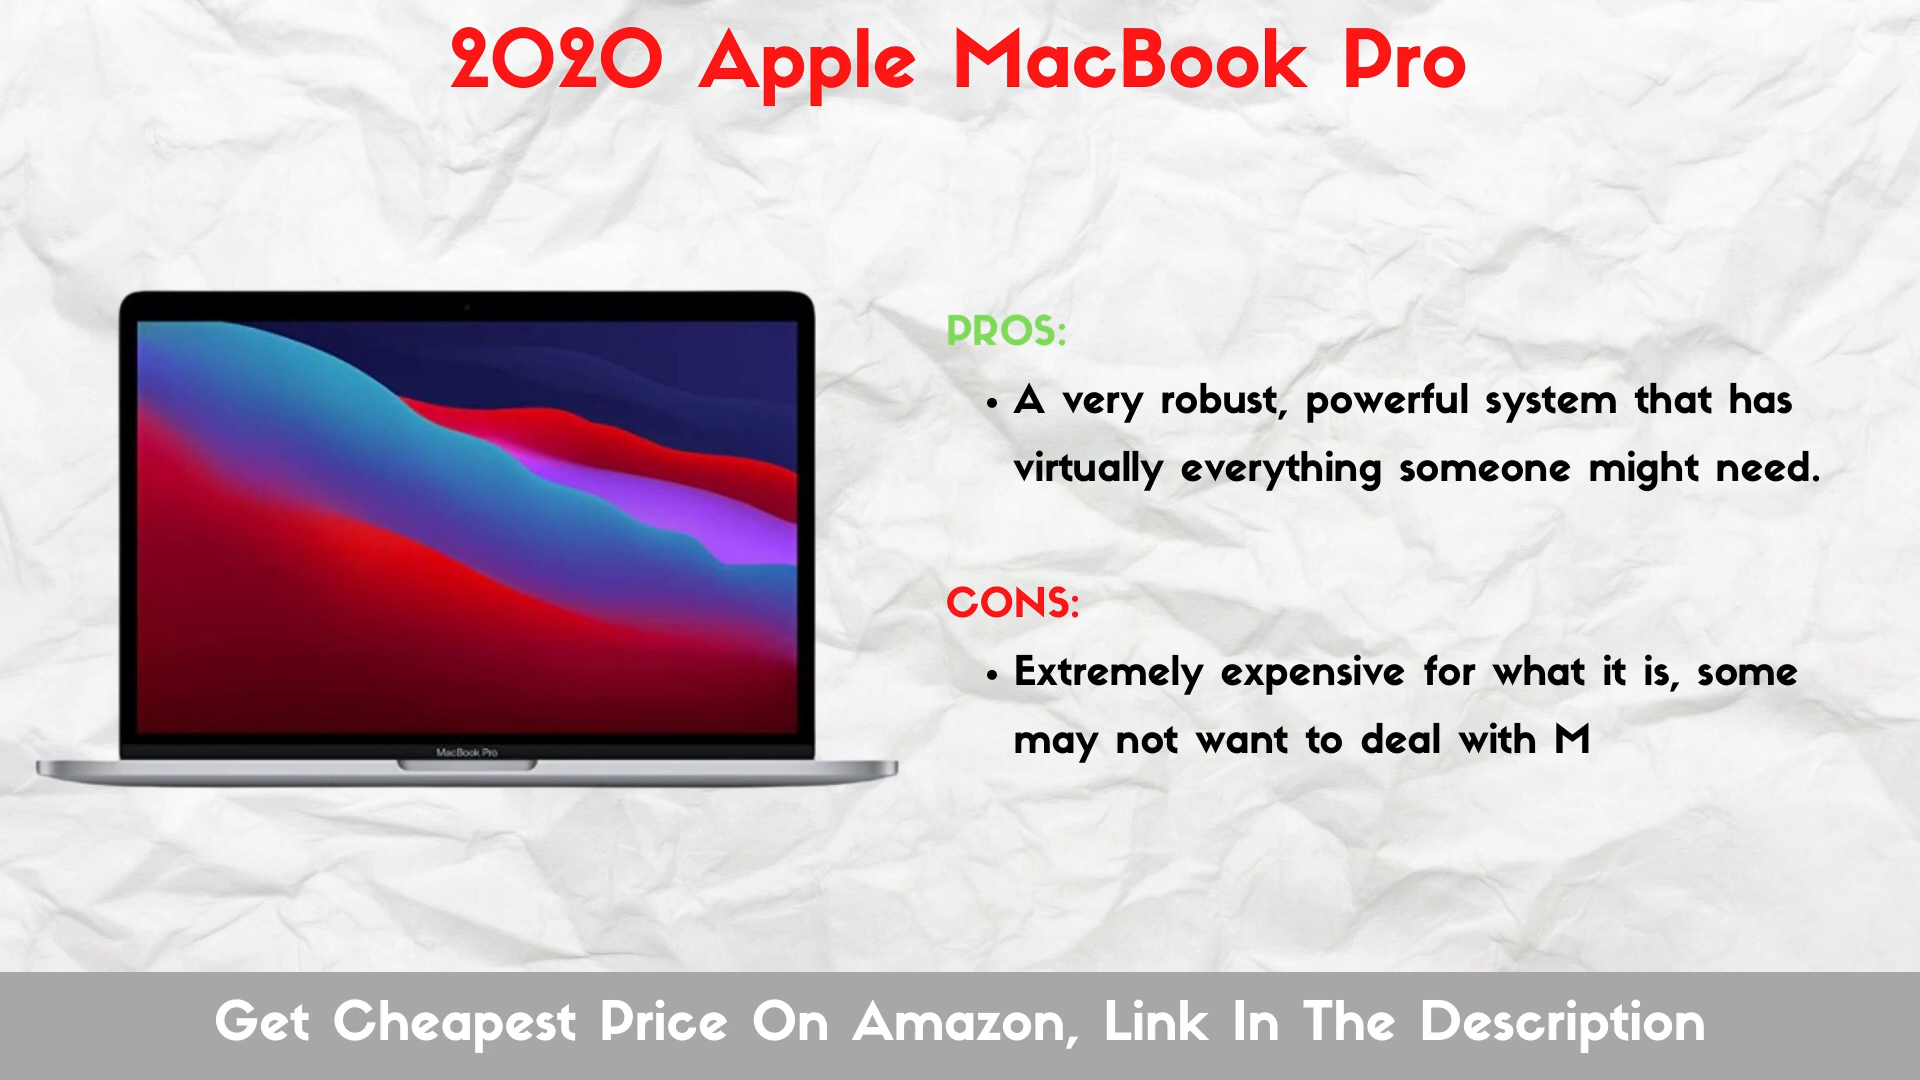 2020 Apple MacBook Pro
MacBook Pro
PROS:
• A very robust, powerful system that has
virtually everything someone might need.
CONS:
• Extremely expensive for what it is, some
may not want to deal with M
Get Cheapest Price On Amazon, Link In The Description